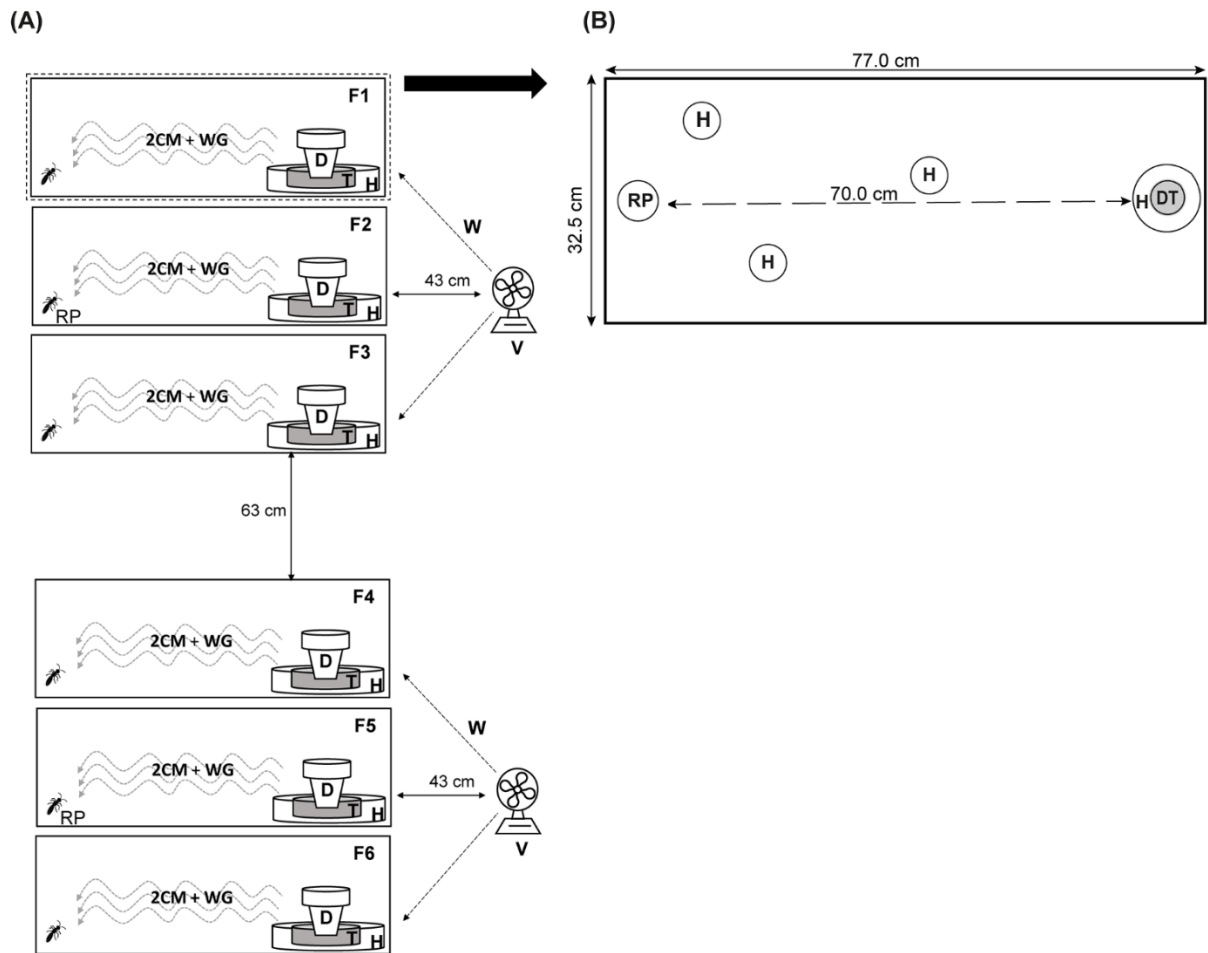 (A)
F1
2CM + WG
D
T H
F2
2CM + WG
D
T H
RP
F3
2CM + WG
D
T H
W
43 cm
V
63 cm
F4
2CM + WG
D
T H
F5
2CM + WG
D
T H
RP
F6
2CM + WG
D
T H
W
43 cm
V
(B)
77.0 cm
32.5 cm
H
H
RP
70.0 cm
H DT
H